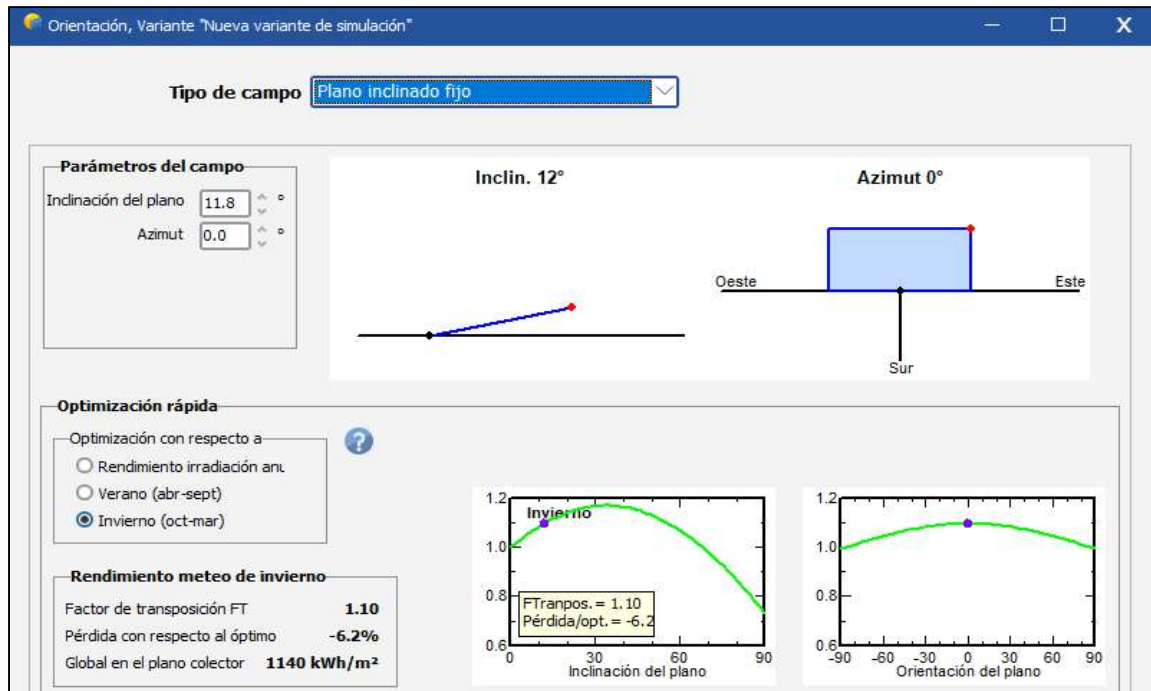 Orientación, Variante "Nueva variante de simulación"
Tipo de campo Plano inclinado fijo
Parámetros del campo
Inclinación del plano 11.8 °
Azimut 0.0 °
Inclin. 12°
Azimut 0°
Oeste Este
Sur
Optimización rápida
Optimización con respecto a
?
Rendimiento irradiación anu
Verano (abr-sept)
Invierno (oct-mar)
Rendimiento meteo de invierno
Factor de transposición FT 1.10
Pérdida con respecto al óptimo -6.2%
Global en el plano colector 1140 kWh/m²
1.2
1.0
0.8
0.6
Invierno
FTranpos. = 1.10
Pérdida/opt. = -6.2
0 30 60 90
Inclinación del plano
1.2
1.0
0.8
0.6
-90 -60 -30 0 30 60 90
Orientación del plano